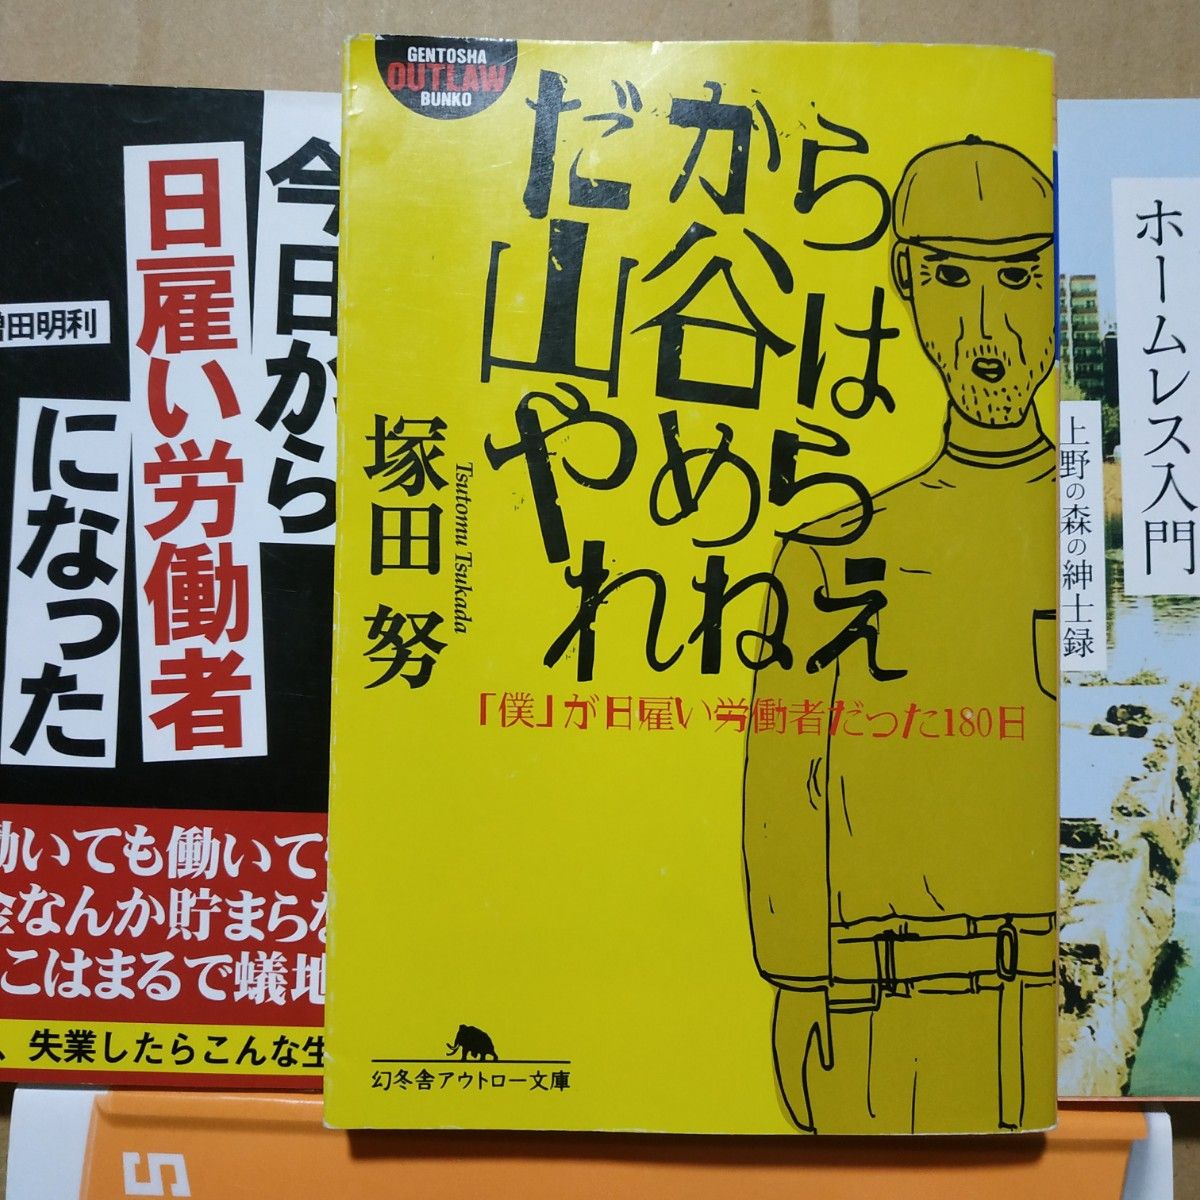 GENTOSHA
OUTLAW
BUNKO
だから
山谷は
やめら
れねえ
塚田 努
Tsutomu Tsukada
「僕」が日雇い労働者だった180日
幻冬舎アウトロー文庫
今日から
日雇い労働者
になった
増田明利
働いても働いて
金なんか貯まらな
こはまるで蟻地
、失業したらこんな生
ホームレス入門
上野の森の紳士録
S